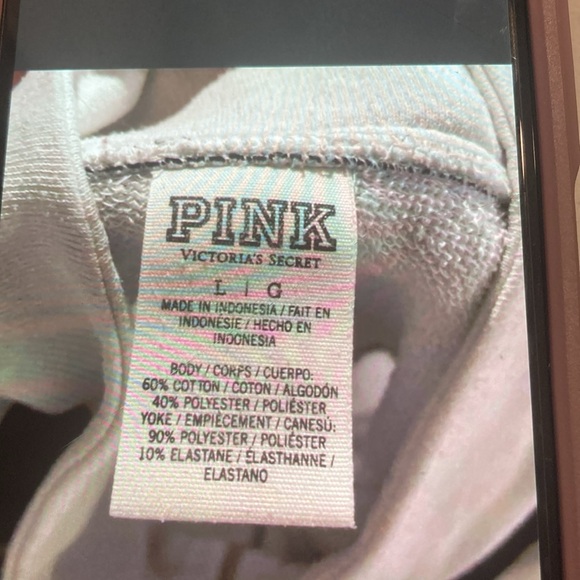 PINK
VICTORIA'S SECRET
L | G
MADE IN INDONESIA / FAIT EN
INDONÉSIE / HECHO EN
INDONESIA
BODY / CORPS / CUERPO:
60% COTTON / COTON / ALGODÓN
40% POLYESTER / POLIÉSTER
YOKE / EMPIÈCEMENT / CANESÚ:
90% POLYESTER / POLIÉSTER
10% ELASTANE / ÉLASTHANNE /
ELASTANO